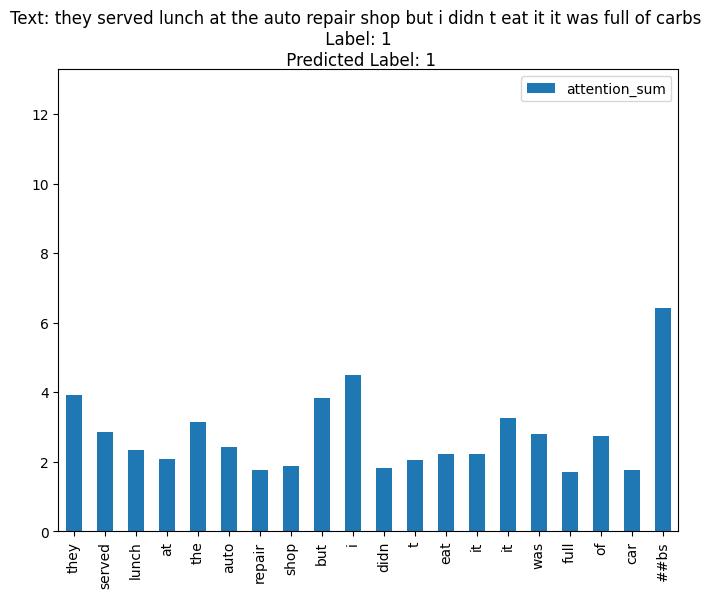 Text: they served lunch at the auto repair shop but i didn t eat it it was full of carbs
Label: 1
Predicted Label: 1
attention_sum
12
10
8
6
4
2
0
they
served
lunch
at
the
auto
repair
shop
but
i
didn
t
eat
it
it
was
full
of
car
##bs